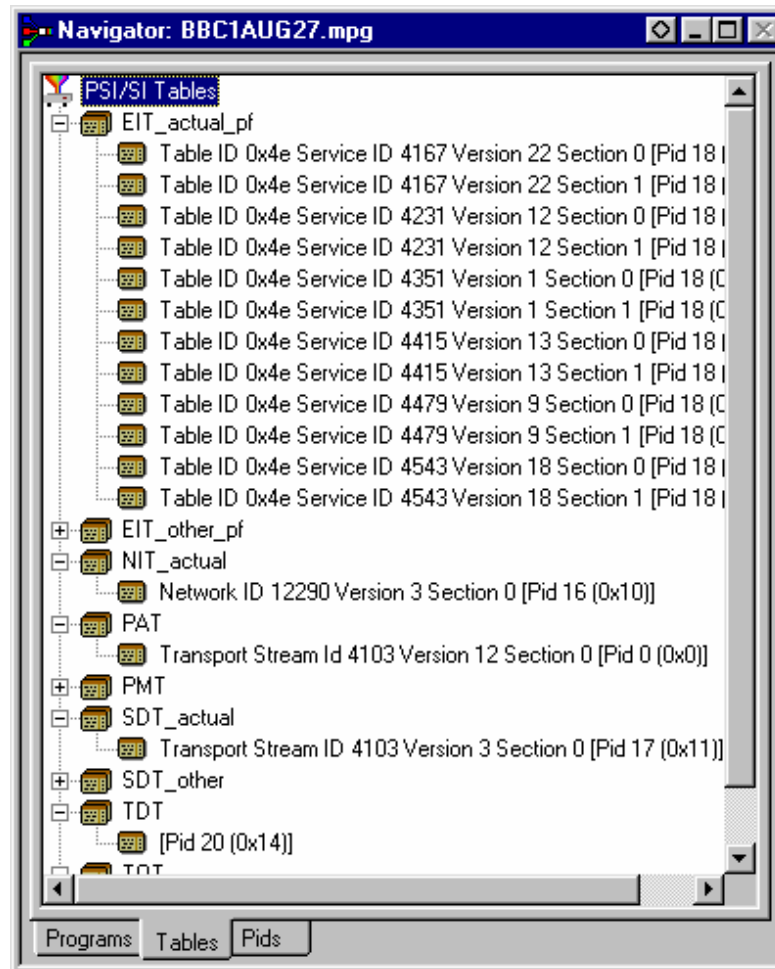 Navigator: BBC1AUG27.mpg
PSI/SI Tables
EIT_actual_pf
Table ID 0x4e Service ID 4167 Version 22 Section 0 [Pid 18 (
Table ID 0x4e Service ID 4167 Version 22 Section 1 [Pid 18 (
Table ID 0x4e Service ID 4231 Version 12 Section 0 [Pid 18 (
Table ID 0x4e Service ID 4231 Version 12 Section 1 [Pid 18 (
Table ID 0x4e Service ID 4351 Version 1 Section 0 [Pid 18 (0
Table ID 0x4e Service ID 4351 Version 1 Section 1 [Pid 18 (0
Table ID 0x4e Service ID 4415 Version 13 Section 0 [Pid 18 (
Table ID 0x4e Service ID 4415 Version 13 Section 1 [Pid 18 (
Table ID 0x4e Service ID 4479 Version 9 Section 0 [Pid 18 (0
Table ID 0x4e Service ID 4479 Version 9 Section 1 [Pid 18 (0
Table ID 0x4e Service ID 4543 Version 18 Section 0 [Pid 18 (
Table ID 0x4e Service ID 4543 Version 18 Section 1 [Pid 18 (
EIT_other_pf
NIT_actual
Network ID 12290 Version 3 Section 0 [Pid 16 (0x10)]
PAT
Transport Stream Id 4103 Version 12 Section 0 [Pid 0 (0x0)]
PMT
SDT_actual
Transport Stream ID 4103 Version 3 Section 0 [Pid 17 (0x11)]
SDT_other
TDT
[Pid 20 (0x14)]
TOT
Programs Tables Pids